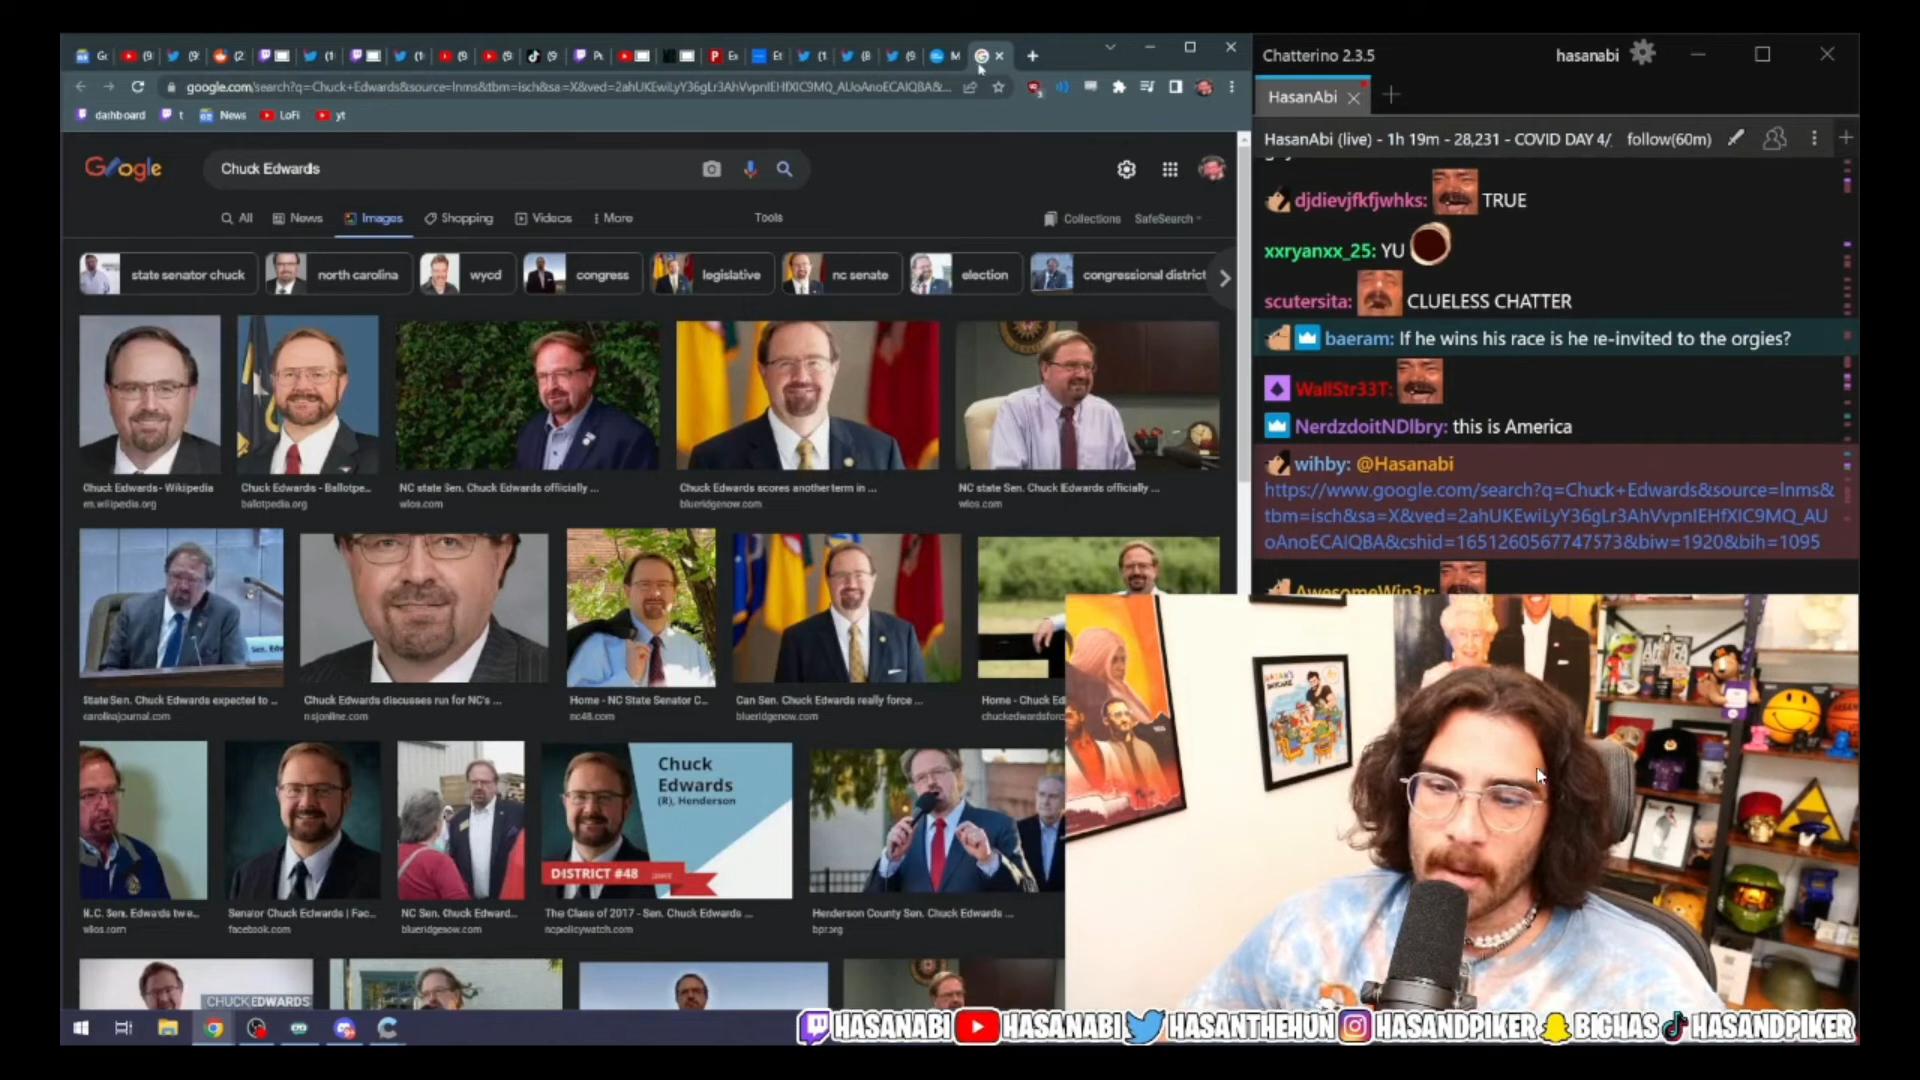 Chatterino 2.3.5
hasanabi
google.com/search?q=Chuck+Edwards&source=lnms&tbm=isch&sa=X&ved=2ahUKEwiLyY36gLr3AhVvpnIEHfXIC9MQ_AUoAnoECAIQBA&...
HasanAbi
dashboard
t
News
LoFi
yt
HasanAbi (live) - 1h 19m - 28,231 - COVID DAY 4/
follow(60m)
Google
Chuck Edwards
All
News
Images
Shopping
Videos
More
Tools
Collections
SafeSearch
state senator chuck
north carolina
wycd
congress
legislative
nc senate
election
congressional district
Chuck Edwards - Wikipedia
en.wikipedia.org
Chuck Edwards - Ballotpe...
ballotpedia.org
NC state Sen. Chuck Edwards officially ...
wlos.com
Chuck Edwards scores another term in ...
blueridgenow.com
NC state Sen. Chuck Edwards officially ...
wlos.com
State Sen. Chuck Edwards expected to ...
carolinajournal.com
Chuck Edwards discusses run for NC's ...
nsjonline.com
Home - NC State Senator C...
nc48.com
Can Sen. Chuck Edwards really force ...
blueridgenow.com
Home - Chuck Ed
chuckedwardsforc
Chuck
Edwards
(R), Henderson
DISTRICT #48
N.C. Sen. Edwards twe...
wlos.com
Senator Chuck Edwards | Fac...
facebook.com
NC Sen. Chuck Edward...
blueridgenow.com
The Class of 2017 - Sen. Chuck Edwards ...
ncpolicywatch.com
Henderson County Sen. Chuck Edwards ...
bpr.org
CHUCK EDWARDS
djdievjfkfjwhks: TRUE
xxryanxx_25: YU
scutersita: CLUELESS CHATTER
baeram: If he wins his race is he re-invited to the orgies?
WallStr33T:
NerdzdoitNDlbry: this is America
wihby: @Hasanabi
https://www.google.com/search?q=Chuck+Edwards&source=lnms&
tbm=isch&sa=X&ved=2ahUKEwiLyY36gLr3AhVvpnIEHfXIC9MQ_AU
oAnoECAIQBA&cshid=1651260567747573&biw=1920&bih=1095
AwesomeWin3r:
HASANABI
HASANABI
HASANTHEHUN
HASANDPIKER
BIGHAS
HASANDPIKER